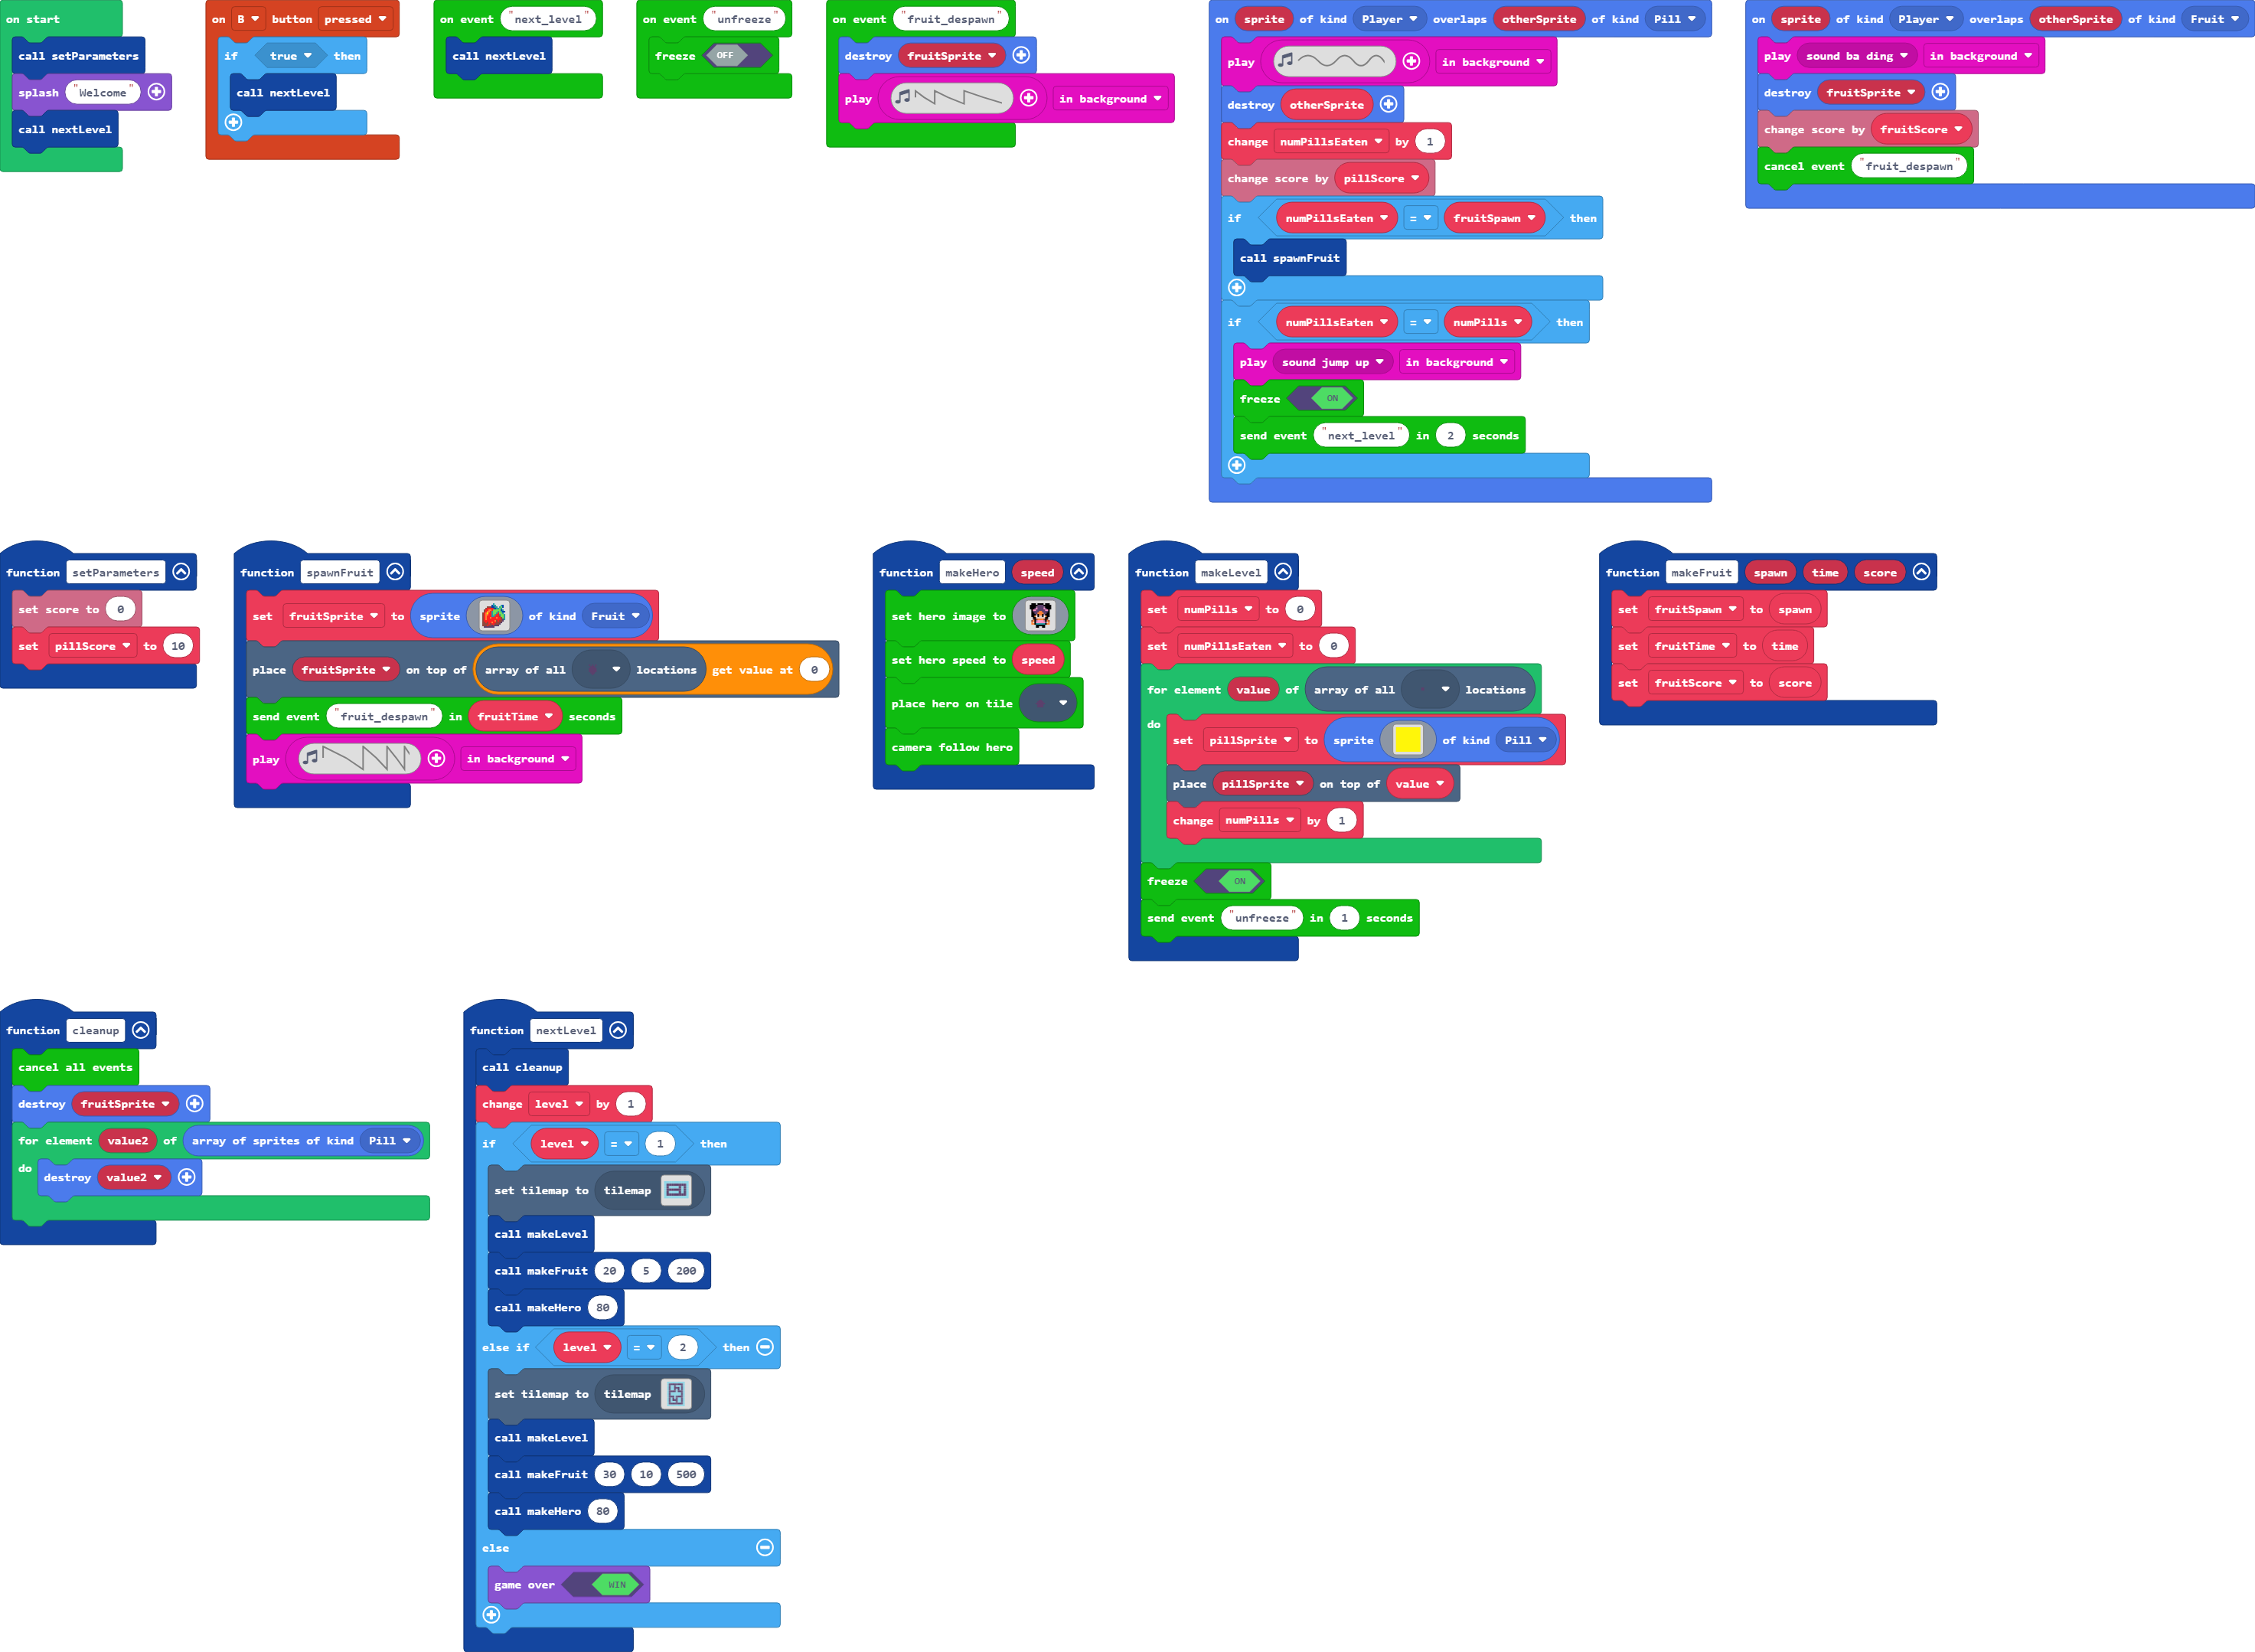 on start
call setParameters
splash "Welcome"
call nextLevel
on B button pressed
if true then
call nextLevel
on event "next_level"
call nextLevel
on event "unfreeze"
freeze OFF
on event "fruit_despawn"
destroy fruitSprite
play in background
on sprite of kind Player overlaps otherSprite of kind Pill
play in background
destroy otherSprite
change numPillsEaten by 1
change score by pillScore
if numPillsEaten = fruitSpawn then
call spawnFruit
if numPillsEaten = numPills then
play sound jump up in background
freeze ON
send event "next_level" in 2 seconds
on sprite of kind Player overlaps otherSprite of kind Fruit
play sound ba ding in background
destroy fruitSprite
change score by fruitScore
cancel event "fruit_despawn"
function setParameters
set score to 0
set pillScore to 10
function spawnFruit
set fruitSprite to sprite of kind Fruit
place fruitSprite on top of array of all locations get value at 0
send event "fruit_despawn" in fruitTime seconds
play in background
function makeHero speed
set hero image to
set hero speed to speed
place hero on tile
camera follow hero
function makeLevel
set numPills to 0
set numPillsEaten to 0
for element value of array of all locations
do
set pillSprite to sprite of kind Pill
place pillSprite on top of value
change numPills by 1
freeze ON
send event "unfreeze" in 1 seconds
function makeFruit spawn time score
set fruitSpawn to spawn
set fruitTime to time
set fruitScore to score
function cleanup
cancel all events
destroy fruitSprite
for element value2 of array of sprites of kind Pill
do destroy value2
function nextLevel
call cleanup
change level by 1
if level = 1 then
set tilemap to tilemap
call makeLevel
call makeFruit 20 5 200
call makeHero 80
else if level = 2 then
set tilemap to tilemap
call makeLevel
call makeFruit 30 10 500
call makeHero 80
else
game over WIN